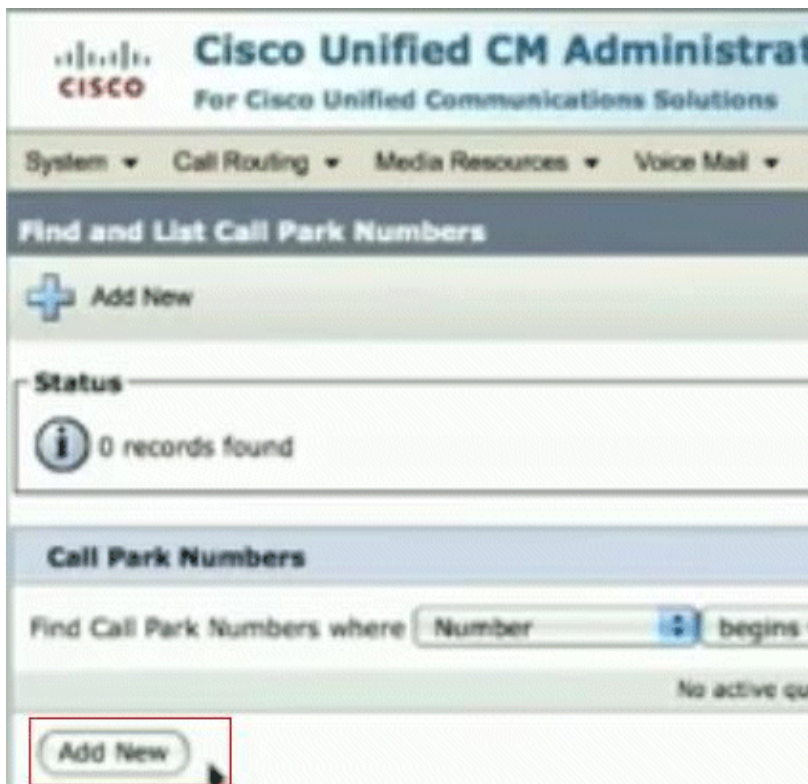 Cisco Unified CM Administrat
CISCO
For Cisco Unified Communications Solutions
System Call Routing Media Resources Voice Mail
Find and List Call Park Numbers
Add New
Status
0 records found
Call Park Numbers
Find Call Park Numbers where Number begins
No active qu
Add New